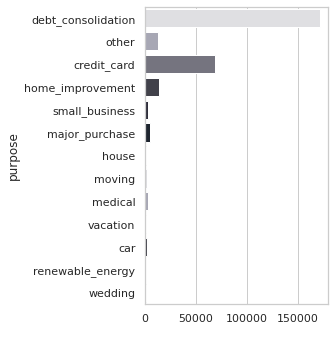 purpose
debt_consolidation
other
credit_card
home_improvement
small_business
major_purchase
house
moving
medical
vacation
car
renewable_energy
wedding
0 50000 100000 150000